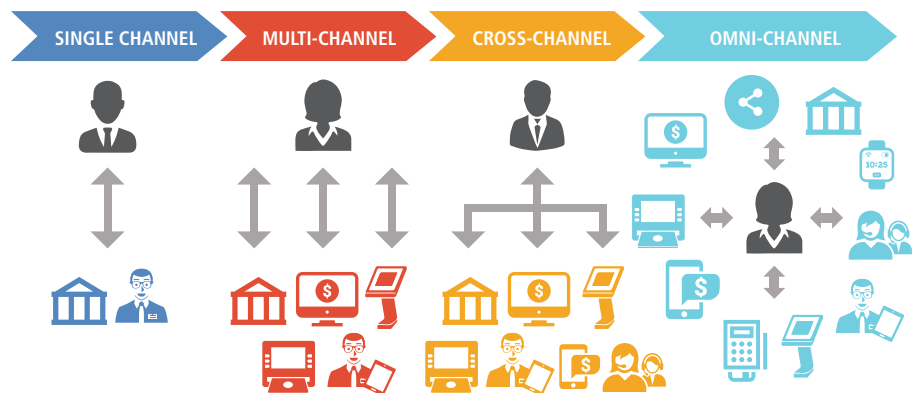 SINGLE CHANNEL
MULTI-CHANNEL
CROSS-CHANNEL
OMNI-CHANNEL
$
10:25
$
$
$
$